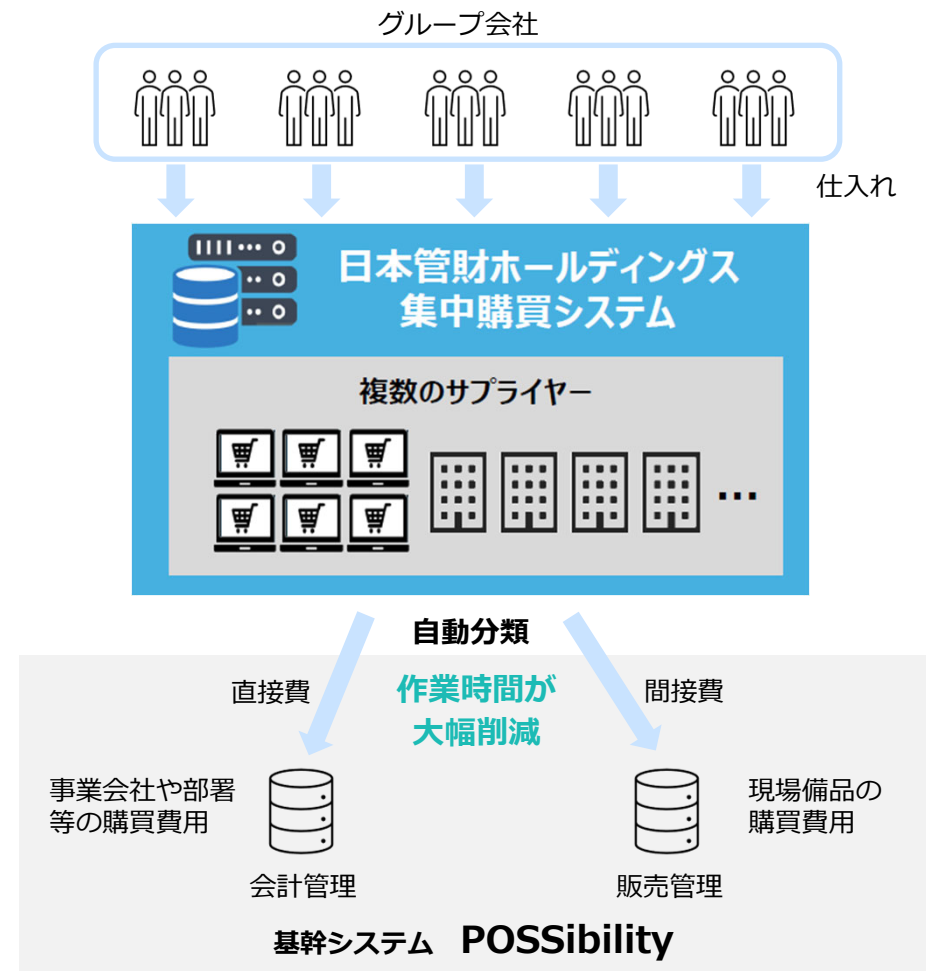 グループ会社
仕入れ
日本管財ホールディングス
集中購買システム
複数のサプライヤー
...
自動分類
直接費
作業時間が
大幅削減
間接費
事業会社や部署
等の購買費用
現場備品の
購買費用
会計管理
販売管理
基幹システム POSSibility